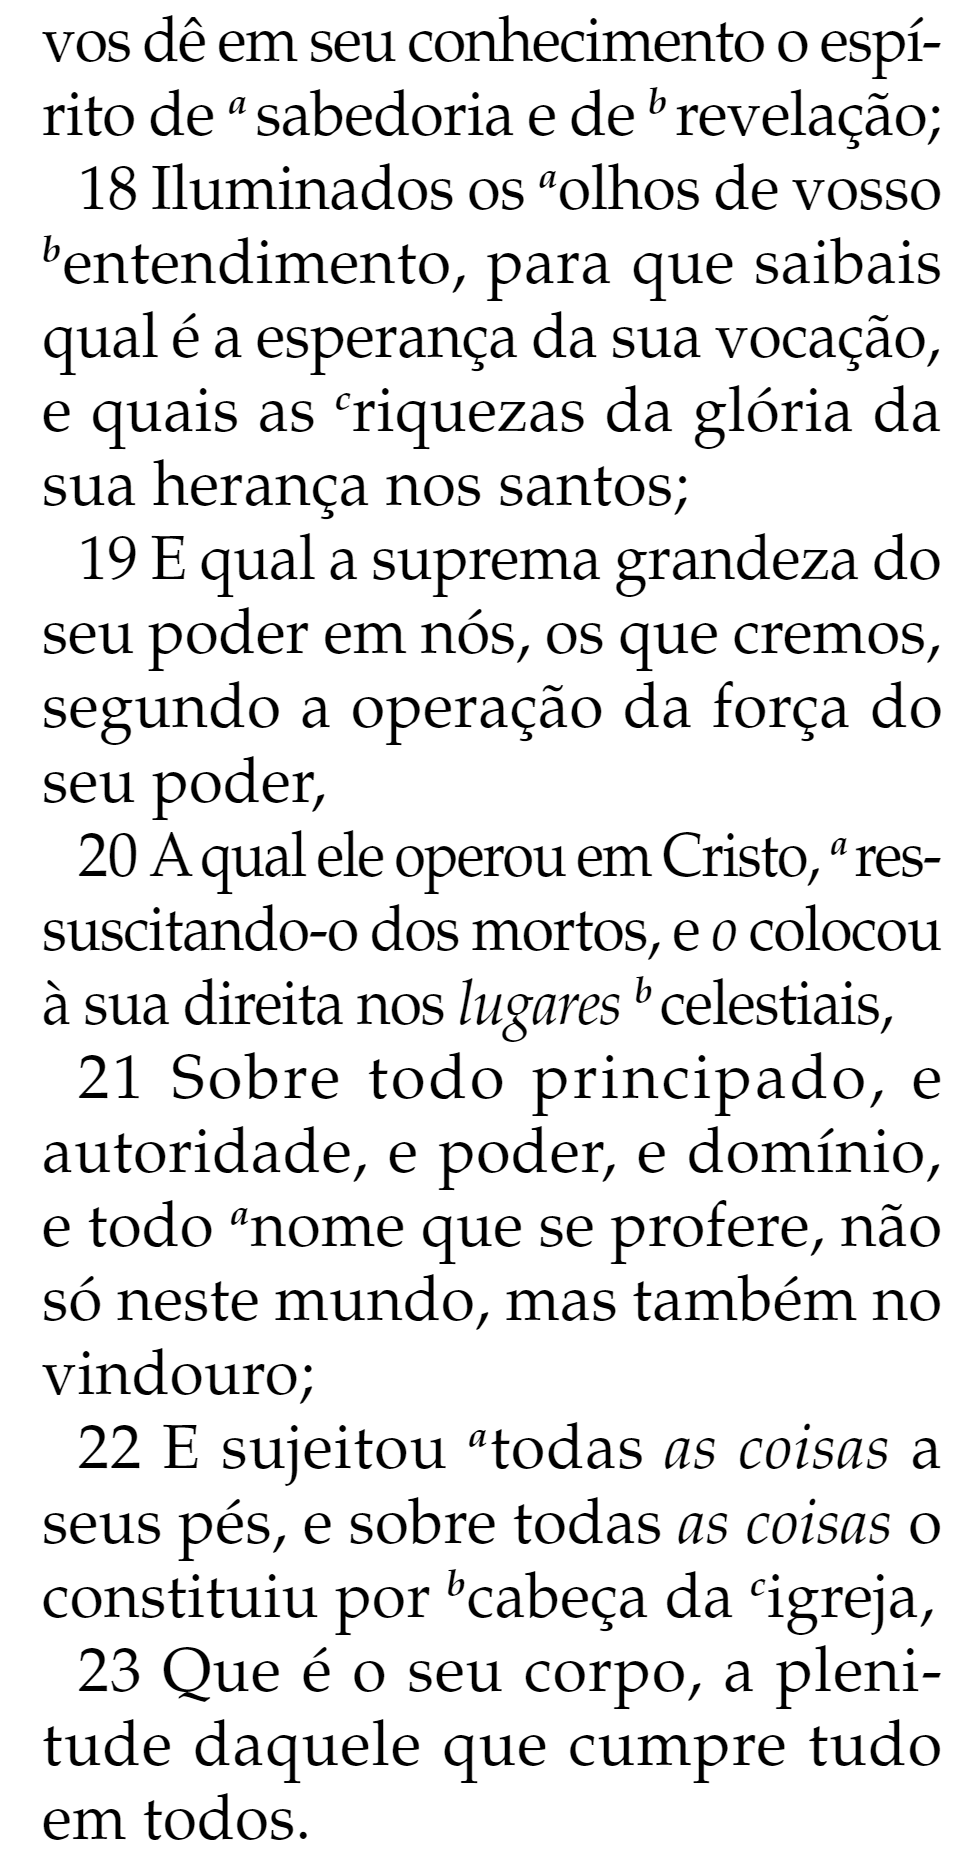 vos dê em seu conhecimento o espí-
rito de a sabedoria e de b revelação;
18 Iluminados os aolhos de vosso
bentendimento, para que saibais
qual é a esperança da sua vocação,
e quais as criquezas da glória da
sua herança nos santos;
19 E qual a suprema grandeza do
seu poder em nós, os que cremos,
segundo a operação da força do
seu poder,
20 A qual ele operou em Cristo, a res-
suscitando-o dos mortos, e o colocou
à sua direita nos lugares b celestiais,
21 Sobre todo principado, e
autoridade, e poder, e domínio,
e todo anome que se profere, não
só neste mundo, mas também no
vindouro;
22 E sujeitou atodas as coisas a
seus pés, e sobre todas as coisas o
constituiu por bcabeça da cigreja,
23 Que é o seu corpo, a pleni-
tude daquele que cumpre tudo
em todos.